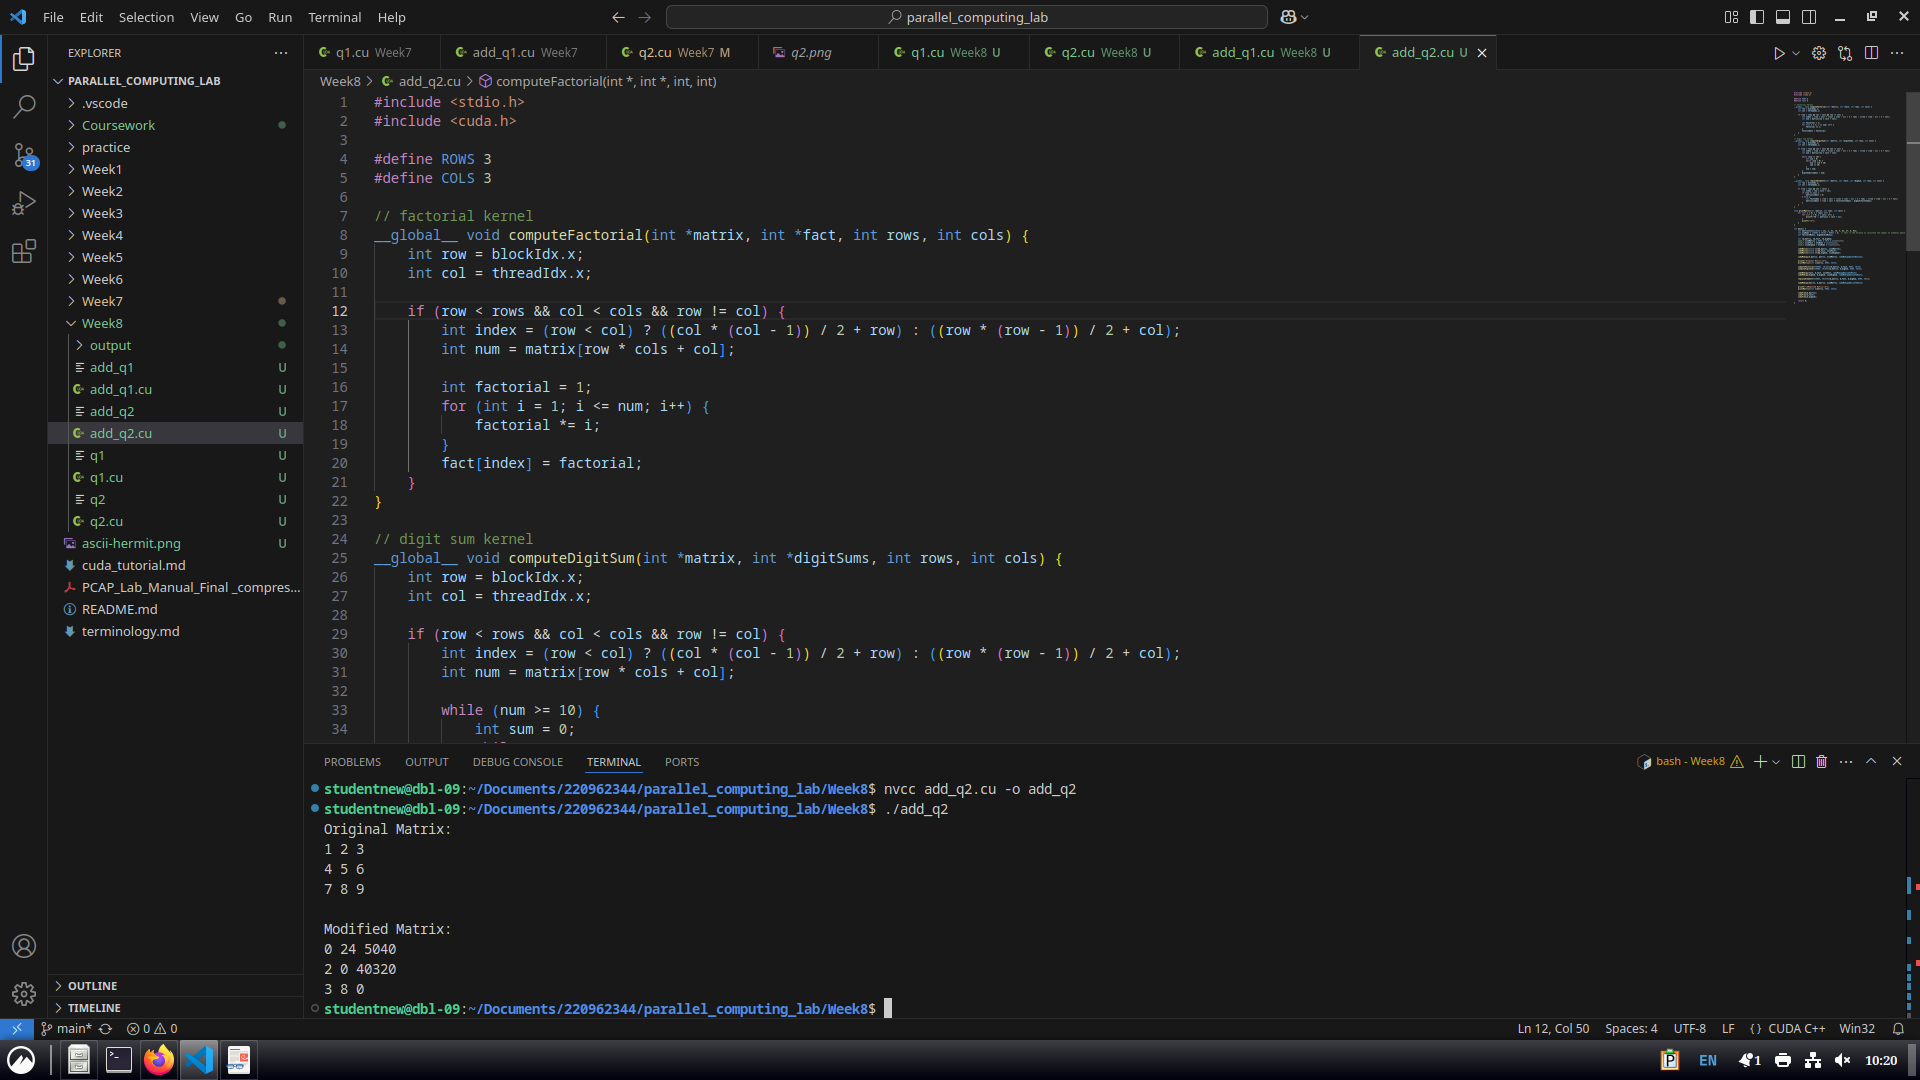 File Edit Selection View Go Run Terminal Help
parallel_computing_lab
EXPLORER
q1.cu Week7
add_q1.cu Week7
q2.cu Week7 M
q2.png
q1.cu Week8 U
q2.cu Week8 U
add_q1.cu Week8 U
add_q2.cu U
Week8 > add_q2.cu > computeFactorial(int *, int *, int, int)
PARALLEL_COMPUTING_LAB
.vscode
Coursework
practice
Week1
Week2
Week3
Week4
Week5
Week6
Week7
Week8
output
add_q1 U
add_q1.cu U
add_q2 U
add_q2.cu U
q1 U
q1.cu U
q2 U
q2.cu U
ascii-hermit.png U
cuda_tutorial.md
PCAP_Lab_Manual_Final _compres...
README.md
terminology.md
OUTLINE
TIMELINE
31
1 #include <stdio.h>
2 #include <cuda.h>
3
4 #define ROWS 3
5 #define COLS 3
6
7 // factorial kernel
8 __global__ void computeFactorial(int *matrix, int *fact, int rows, int cols) {
9 int row = blockIdx.x;
10 int col = threadIdx.x;
11
12 if (row < rows && col < cols && row != col) {
13 int index = (row < col) ? ((col * (col - 1)) / 2 + row) : ((row * (row - 1)) / 2 + col);
14 int num = matrix[row * cols + col];
15
16 int factorial = 1;
17 for (int i = 1; i <= num; i++) {
18 factorial *= i;
19 }
20 fact[index] = factorial;
21 }
22 }
23
24 // digit sum kernel
25 __global__ void computeDigitSum(int *matrix, int *digitSums, int rows, int cols) {
26 int row = blockIdx.x;
27 int col = threadIdx.x;
28
29 if (row < rows && col < cols && row != col) {
30 int index = (row < col) ? ((col * (col - 1)) / 2 + row) : ((row * (row - 1)) / 2 + col);
31 int num = matrix[row * cols + col];
32
33 while (num >= 10) {
34 int sum = 0;
PROBLEMS OUTPUT DEBUG CONSOLE TERMINAL PORTS
bash - Week8
studentnew@dbl-09:~/Documents/220962344/parallel_computing_lab/Week8$ nvcc add_q2.cu -o add_q2
studentnew@dbl-09:~/Documents/220962344/parallel_computing_lab/Week8$ ./add_q2
Original Matrix:
1 2 3
4 5 6
7 8 9
Modified Matrix:
0 24 5040
2 0 40320
3 8 0
studentnew@dbl-09:~/Documents/220962344/parallel_computing_lab/Week8$
main* 0 0
Ln 12, Col 50 Spaces: 4 UTF-8 LF {} CUDA C++ Win32
EN 1 10:20